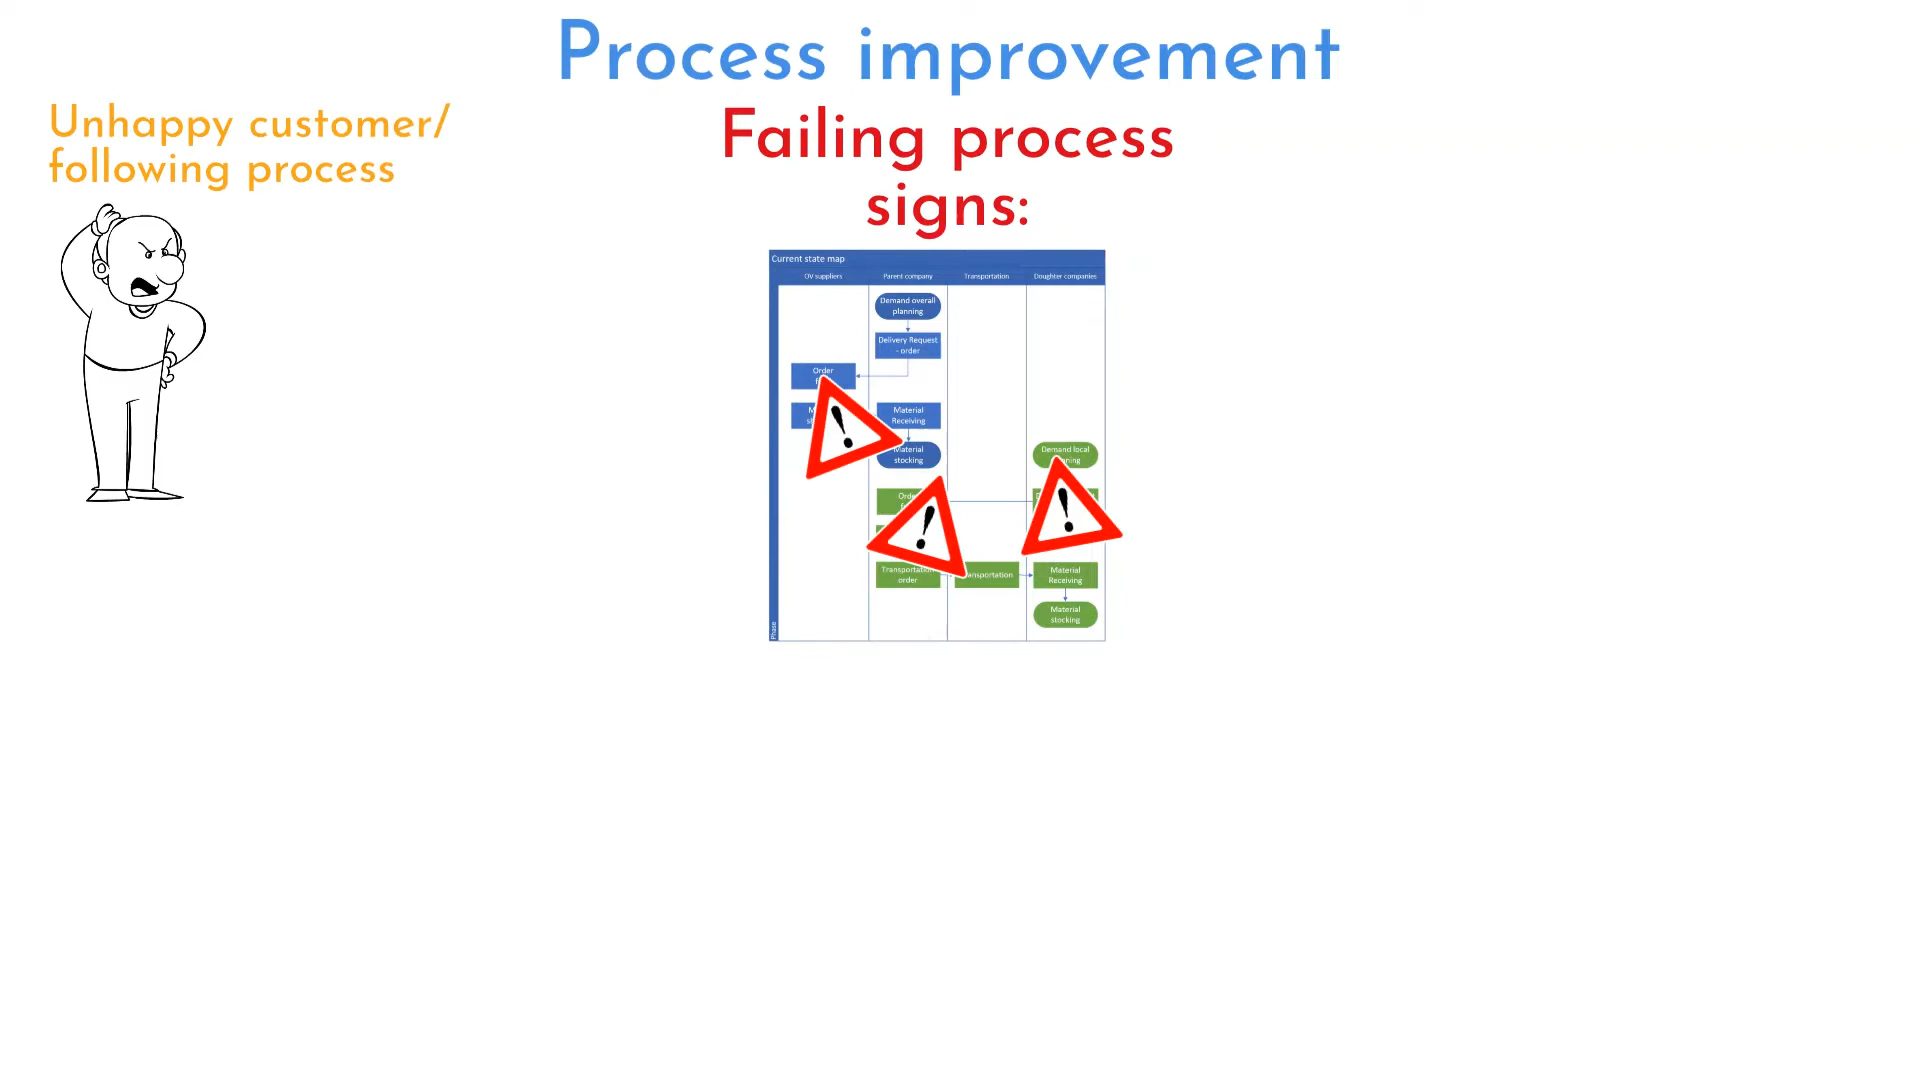 Process improvement
Unhappy customer/
following process
Failing process
signs:
Current state map
OV suppliers
Parent company
Transportation
Doughter companies
Demand overall
planning
Delivery Request
- order
Order
Material
Receiving
Material
stocking
Demand local
Transportation
order
Material
Receiving
Material
stocking
Phase